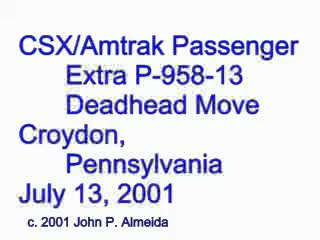 CSX/Amtrak Passenger
Extra P-958-13
Deadhead Move
Croydon,
Pennsylvania
July 13, 2001
c. 2001 John P. Almeida